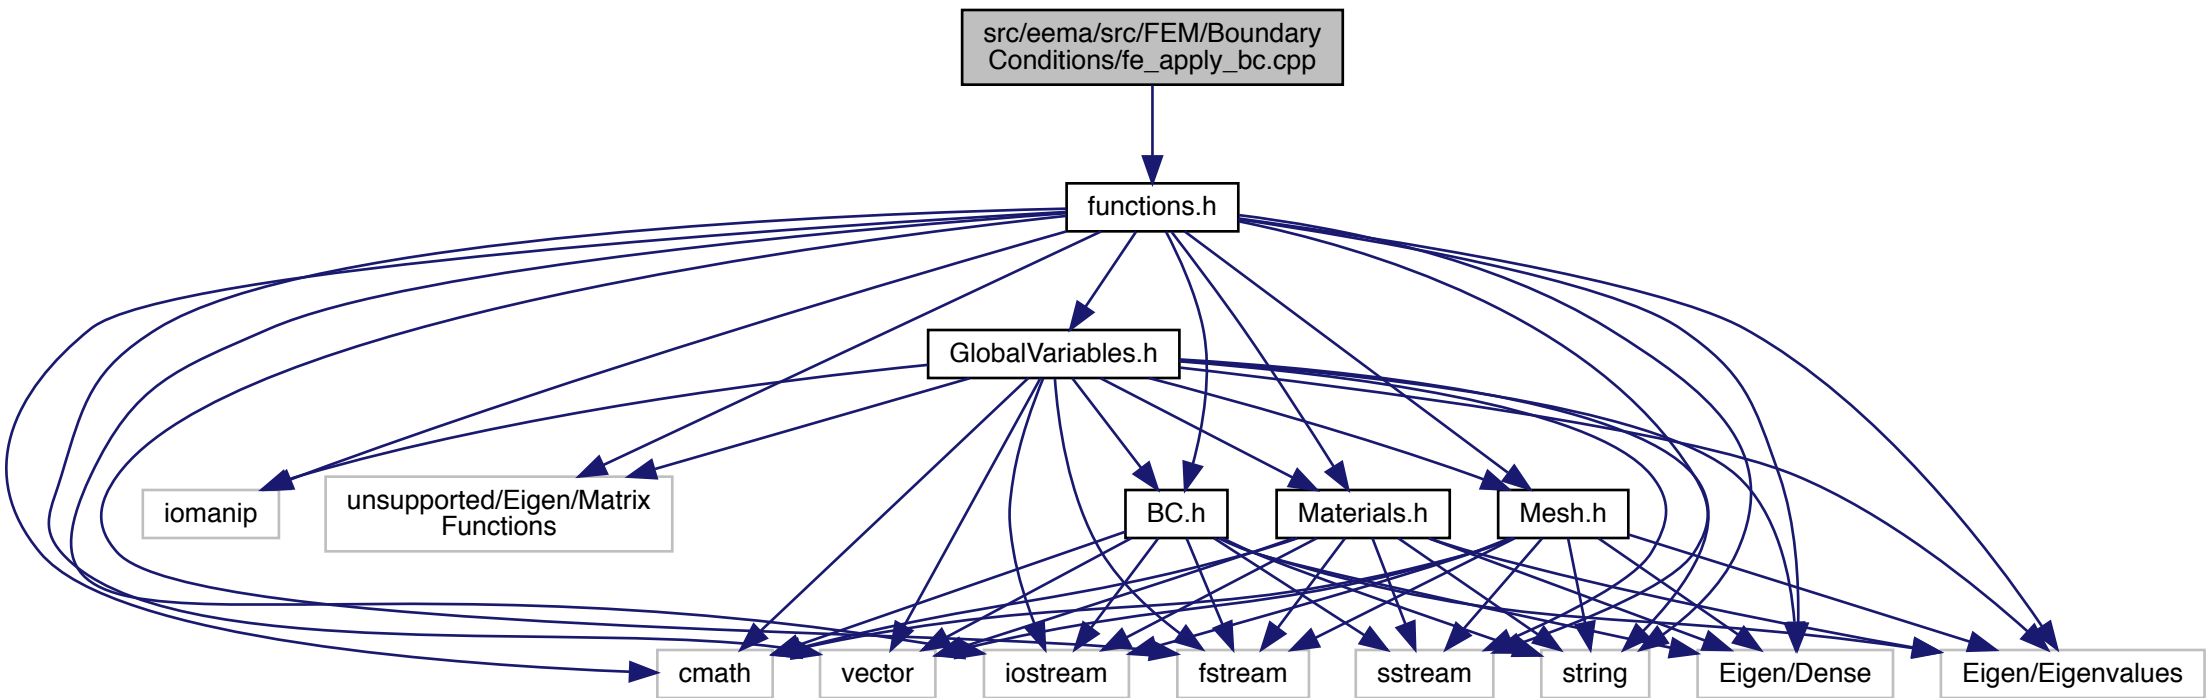 src/eema/src/FEM/Boundary
Conditions/fe_apply_bc.cpp
functions.h
GlobalVariables.h
iomanip
unsupported/Eigen/Matrix
Functions
BC.h
Materials.h
Mesh.h
cmath
vector
iostream
fstream
sstream
string
Eigen/Dense
Eigen/Eigenvalues